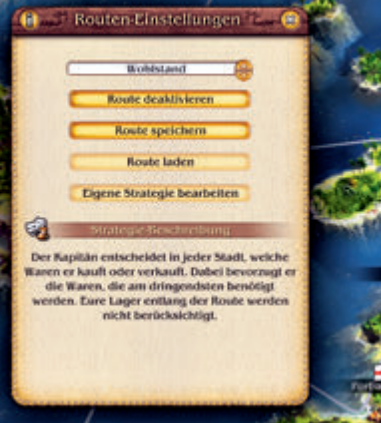 Routen-Einstellungen
Wohlstand
Route deaktivieren
Route speichern
Route laden
Eigene Strategie bearbeiten
Strategie-Beschreibung
Der Kapitän entscheidet in jeder Stadt, welche
Waren er kauft oder verkauft. Dabei bevorzugt er
die Waren, die am dringendsten benötigt
werden. Eure Lager entlang der Route werden
nicht berücksichtigt.